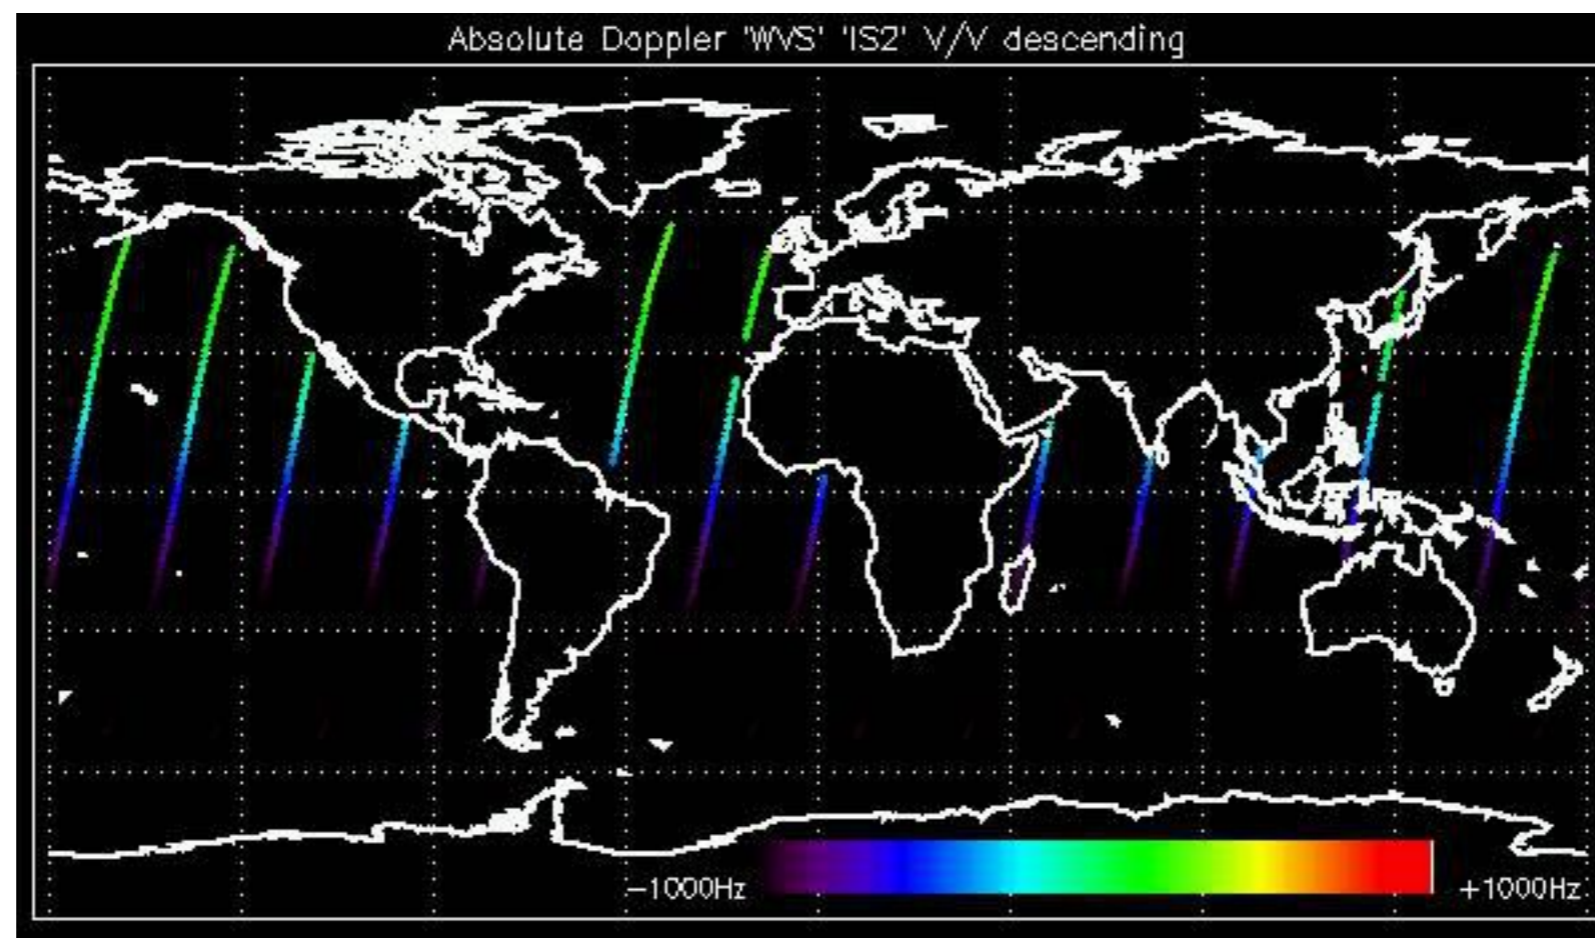 Absolute Doppler 'WVS' 'IS2' V/V descending
-1000Hz
+1000Hz